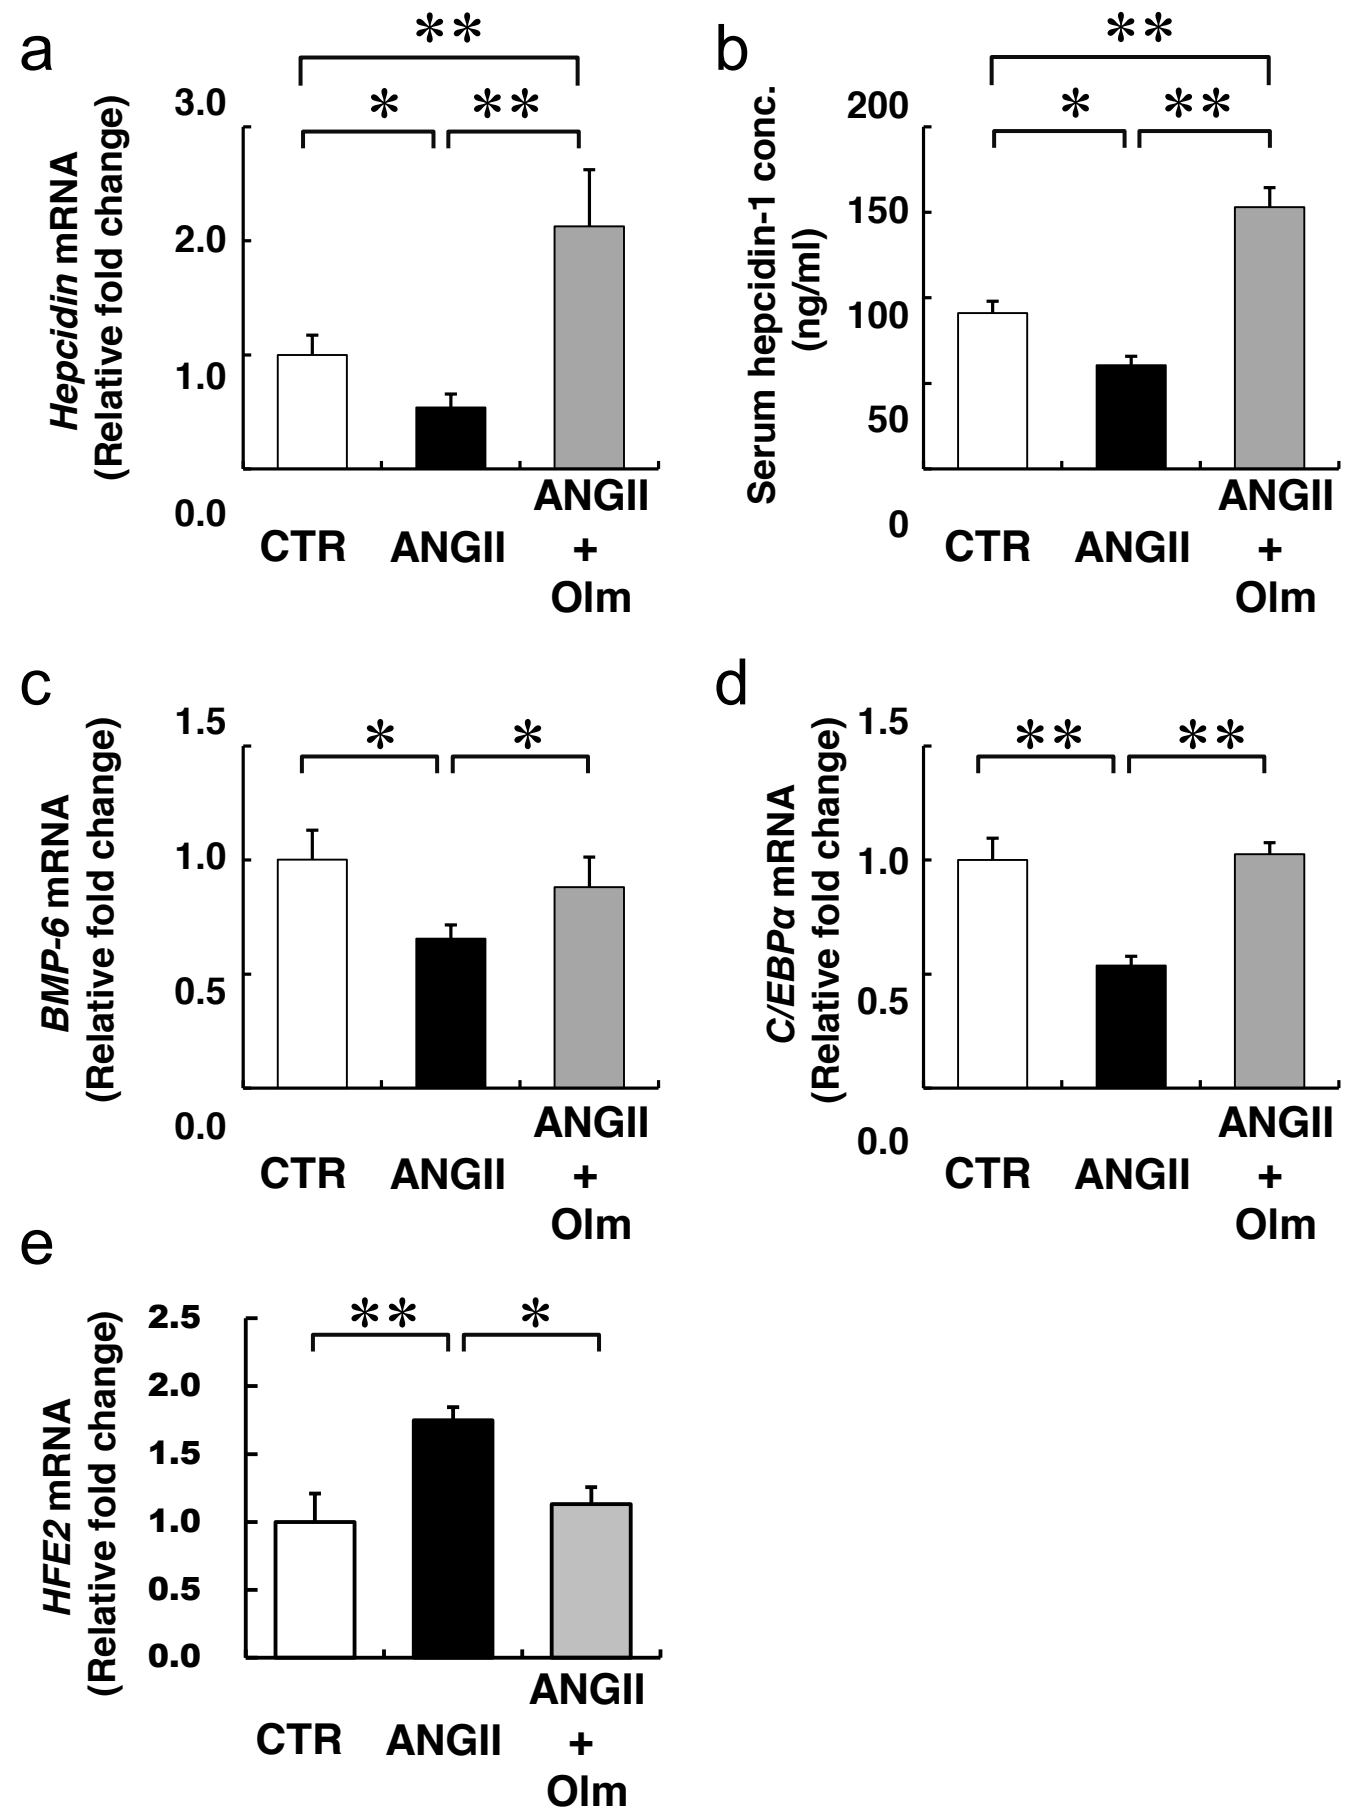 a
**
* **
3.0
2.0
1.0
0.0
Hepcidin mRNA
(Relative fold change)
CTR
ANGII
ANGII
+
Olm
b
**
* **
200
150
100
50
0
Serum hepcidin-1 conc.
(ng/ml)
CTR
ANGII
ANGII
+
Olm
c
* *
1.5
1.0
0.5
0.0
BMP-6 mRNA
(Relative fold change)
CTR
ANGII
ANGII
+
Olm
d
** **
1.5
1.0
0.5
0.0
C/EBPα mRNA
(Relative fold change)
CTR
ANGII
ANGII
+
Olm
e
** *
2.5
2.0
1.5
1.0
0.5
0.0
HFE2 mRNA
(Relative fold change)
CTR
ANGII
ANGII
+
Olm